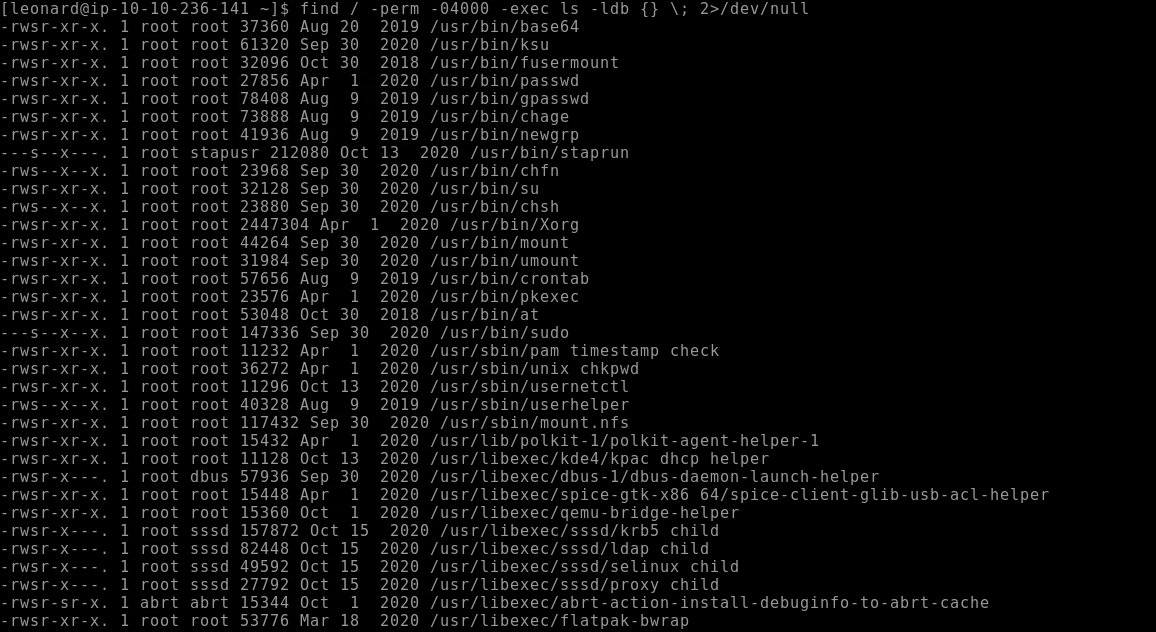 [leonard@ip-10-10-236-141 ~]$ find / -perm -04000 -exec ls -ldb {} \; 2>/dev/null
-rwsr-xr-x. 1 root root 37360 Aug 20  2019 /usr/bin/base64
-rwsr-xr-x. 1 root root 61320 Sep 30  2020 /usr/bin/ksu
-rwsr-xr-x. 1 root root 32096 Oct 30  2018 /usr/bin/fusermount
-rwsr-xr-x. 1 root root 27856 Apr  1  2020 /usr/bin/passwd
-rwsr-xr-x. 1 root root 78408 Aug  9  2019 /usr/bin/gpasswd
-rwsr-xr-x. 1 root root 73888 Aug  9  2019 /usr/bin/chage
-rwsr-xr-x. 1 root root 41936 Aug  9  2019 /usr/bin/newgrp
---s--x---. 1 root stapusr 212080 Oct 13  2020 /usr/bin/staprun
-rws--x--x. 1 root root 23968 Sep 30  2020 /usr/bin/chfn
-rwsr-xr-x. 1 root root 32128 Sep 30  2020 /usr/bin/su
-rws--x--x. 1 root root 23880 Sep 30  2020 /usr/bin/chsh
-rwsr-xr-x. 1 root root 2447304 Apr  1  2020 /usr/bin/Xorg
-rwsr-xr-x. 1 root root 44264 Sep 30  2020 /usr/bin/mount
-rwsr-xr-x. 1 root root 31984 Sep 30  2020 /usr/bin/umount
-rwsr-xr-x. 1 root root 57656 Aug  9  2019 /usr/bin/crontab
-rwsr-xr-x. 1 root root 23576 Apr  1  2020 /usr/bin/pkexec
-rwsr-xr-x. 1 root root 53048 Oct 30  2018 /usr/bin/at
---s--x--x. 1 root root 147336 Sep 30  2020 /usr/bin/sudo
-rwsr-xr-x. 1 root root 11232 Apr  1  2020 /usr/sbin/pam timestamp check
-rwsr-xr-x. 1 root root 36272 Apr  1  2020 /usr/sbin/unix chkpwd
-rwsr-xr-x. 1 root root 11296 Oct 13  2020 /usr/sbin/usernetctl
-rws--x--x. 1 root root 40328 Aug  9  2019 /usr/sbin/userhelper
-rwsr-xr-x. 1 root root 117432 Sep 30  2020 /usr/sbin/mount.nfs
-rwsr-xr-x. 1 root root 15432 Apr  1  2020 /usr/lib/polkit-1/polkit-agent-helper-1
-rwsr-xr-x. 1 root root 11128 Oct 13  2020 /usr/libexec/kde4/kpac dhcp helper
-rwsr-x---. 1 root dbus 57936 Sep 30  2020 /usr/libexec/dbus-1/dbus-daemon-launch-helper
-rwsr-xr-x. 1 root root 15448 Apr  1  2020 /usr/libexec/spice-gtk-x86 64/spice-client-glib-usb-acl-helper
-rwsr-xr-x. 1 root root 15360 Oct  1  2020 /usr/libexec/qemu-bridge-helper
-rwsr-x---. 1 root sssd 157872 Oct 15  2020 /usr/libexec/sssd/krb5 child
-rwsr-x---. 1 root sssd 82448 Oct 15  2020 /usr/libexec/sssd/ldap child
-rwsr-x---. 1 root sssd 49592 Oct 15  2020 /usr/libexec/sssd/selinux child
-rwsr-x---. 1 root sssd 27792 Oct 15  2020 /usr/libexec/sssd/proxy child
-rwsr-sr-x. 1 abrt abrt 15344 Oct  1  2020 /usr/libexec/abrt-action-install-debuginfo-to-abrt-cache
-rwsr-xr-x. 1 root root 53776 Mar 18  2020 /usr/libexec/flatpak-bwrap